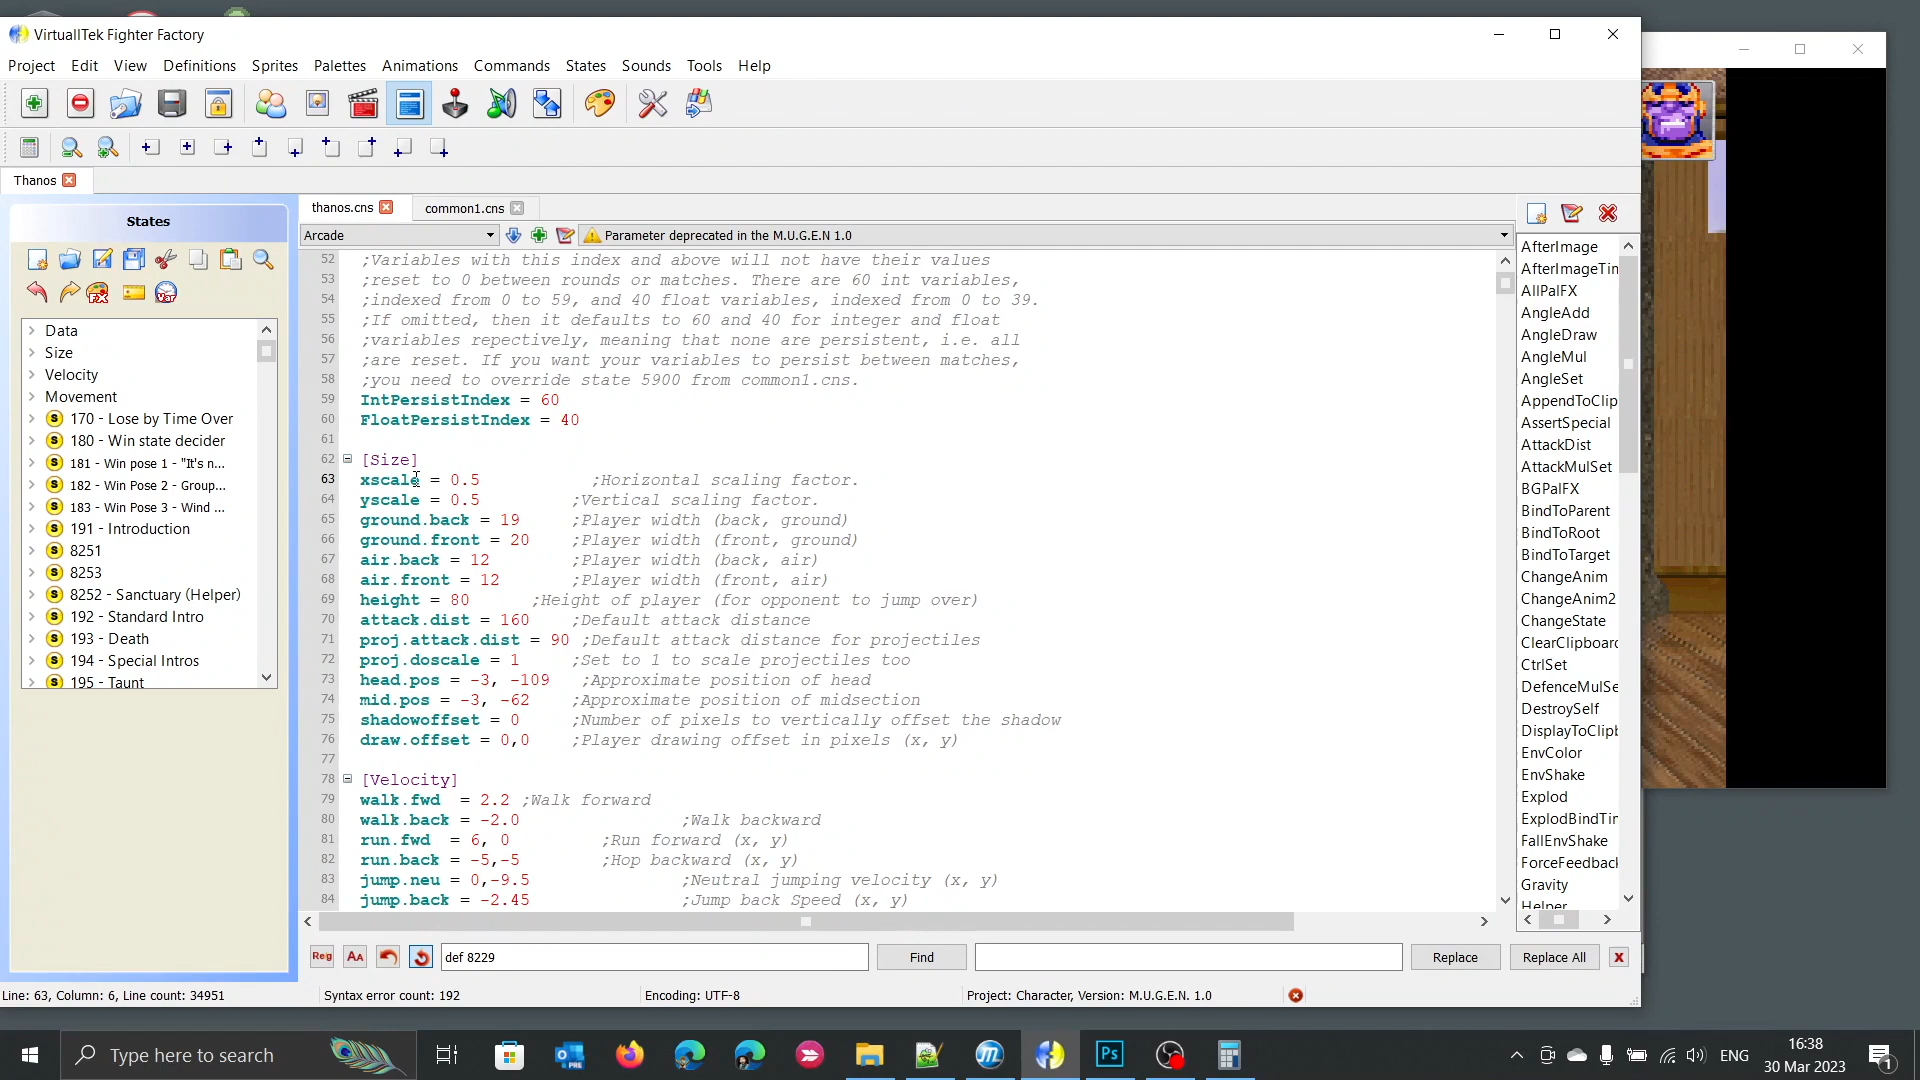 VirtuallTek Fighter Factory
Project Edit View Definitions Sprites Palettes Animations Commands States Sounds Tools Help
Thanos
States
Data
Size
Velocity
Movement
170 - Lose by Time Over
180 - Win state decider
181 - Win pose 1 - "It's n...
182 - Win Pose 2 - Group...
183 - Win Pose 3 - Wind ...
191 - Introduction
8251
8253
8252 - Sanctuary (Helper)
192 - Standard Intro
193 - Death
194 - Special Intros
195 - Taunt
thanos.cns common1.cns
Arcade Parameter deprecated in the M.U.G.E.N 1.0
52 ;Variables with this index and above will not have their values
53 ;reset to 0 between rounds or matches. There are 60 int variables,
54 ;indexed from 0 to 59, and 40 float variables, indexed from 0 to 39.
55 ;If omitted, then it defaults to 60 and 40 for integer and float
56 ;variables repectively, meaning that none are persistent, i.e. all
57 ;are reset. If you want your variables to persist between matches,
58 ;you need to override state 5900 from common1.cns.
59 IntPersistIndex = 60
60 FloatPersistIndex = 40
61
62 [Size]
63 xscale = 0.5 ;Horizontal scaling factor.
64 yscale = 0.5 ;Vertical scaling factor.
65 ground.back = 19 ;Player width (back, ground)
66 ground.front = 20 ;Player width (front, ground)
67 air.back = 12 ;Player width (back, air)
68 air.front = 12 ;Player width (front, air)
69 height = 80 ;Height of player (for opponent to jump over)
70 attack.dist = 160 ;Default attack distance
71 proj.attack.dist = 90 ;Default attack distance for projectiles
72 proj.doscale = 1 ;Set to 1 to scale projectiles too
73 head.pos = -3, -109 ;Approximate position of head
74 mid.pos = -3, -62 ;Approximate position of midsection
75 shadowoffset = 0 ;Number of pixels to vertically offset the shadow
76 draw.offset = 0,0 ;Player drawing offset in pixels (x, y)
77
78 [Velocity]
79 walk.fwd = 2.2 ;Walk forward
80 walk.back = -2.0 ;Walk backward
81 run.fwd = 6, 0 ;Run forward (x, y)
82 run.back = -5,-5 ;Hop backward (x, y)
83 jump.neu = 0,-9.5 ;Neutral jumping velocity (x, y)
84 jump.back = -2.45 ;Jump back Speed (x, y)
AfterImage
AfterImageTin
AllPalFX
AngleAdd
AngleDraw
AngleMul
AngleSet
AppendToClip
AssertSpecial
AttackDist
AttackMulSet
BGPalFX
BindToParent
BindToRoot
BindToTarget
ChangeAnim
ChangeAnim2
ChangeState
ClearClipboard
CtrlSet
DefenceMulSe
DestroySelf
DisplayToClipb
EnvColor
EnvShake
Explod
ExplodBindTin
FallEnvShake
ForceFeedback
Gravity
Helper
Reg AA def 8229 Find Replace Replace All
Line: 63, Column: 6, Line count: 34951 Syntax error count: 192 Encoding: UTF-8 Project: Character, Version: M.U.G.E.N. 1.0
Type here to search PRE Ps ENG 16:38
30 Mar 2023 1